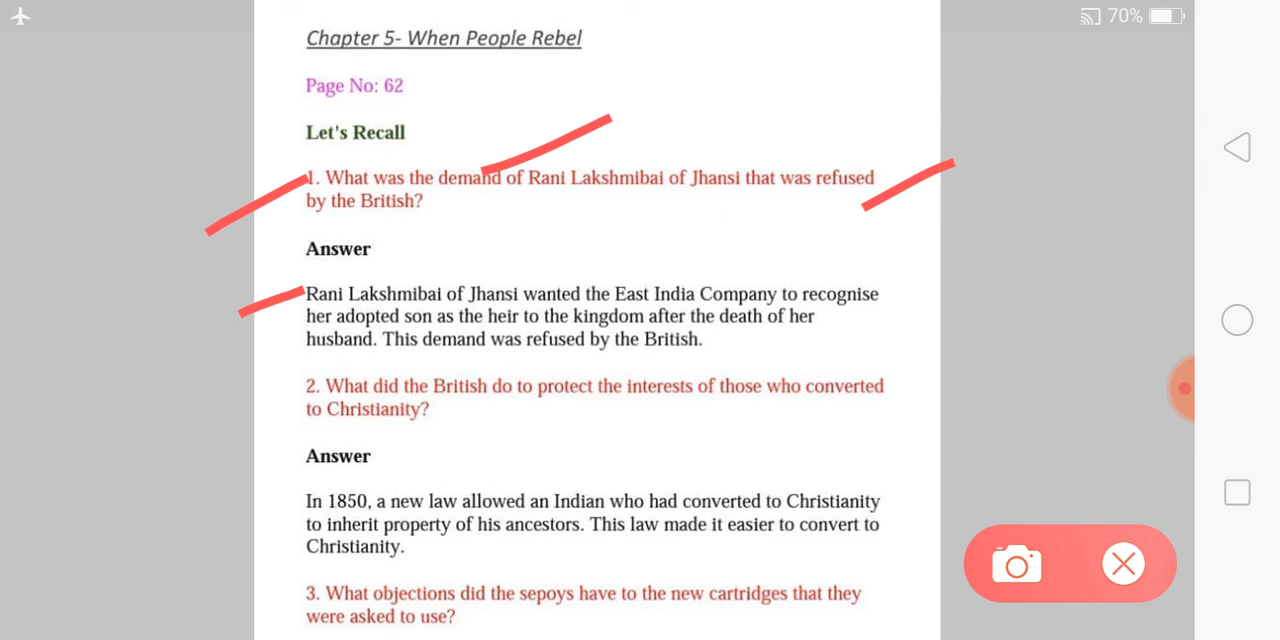 70%
Chapter 5- When People Rebel
Page No: 62
Let's Recall
1. What was the demand of Rani Lakshmibai of Jhansi that was refused
by the British?
Answer
Rani Lakshmibai of Jhansi wanted the East India Company to recognise
her adopted son as the heir to the kingdom after the death of her
husband. This demand was refused by the British.
2. What did the British do to protect the interests of those who converted
to Christianity?
Answer
In 1850, a new law allowed an Indian who had converted to Christianity
to inherit property of his ancestors. This law made it easier to convert to
Christianity.
3. What objections did the sepoys have to the new cartridges that they
were asked to use?